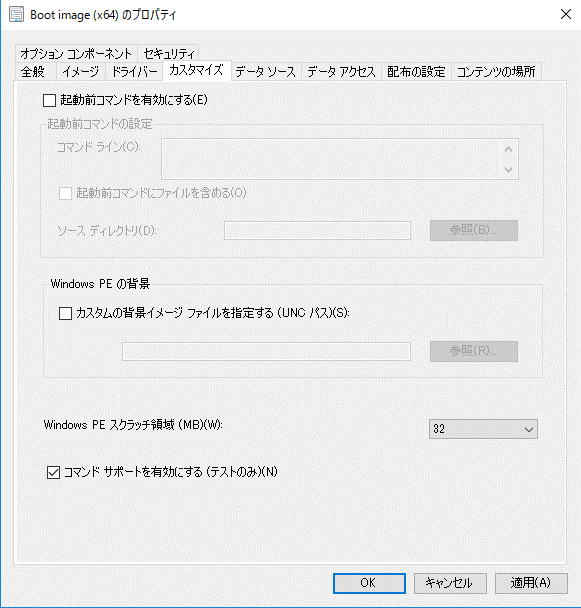 Boot image (x64) のプロパティ
オプション コンポーネント セキュリティ
全般 イメージ ドライバー カスタマイズ データ ソース データ アクセス 配布の設定 コンテンツの場所
起動前コマンドを有効にする(E)
起動前コマンドの設定
コマンド ライン(C):
起動前コマンドにファイルを含める(O)
ソース ディレクトリ(D): 参照(B)...
Windows PE の背景
カスタムの背景イメージ ファイルを指定する (UNC パス)(S):
参照(R)...
Windows PE スクラッチ領域 (MB)(W): 32
コマンド サポートを有効にする (テストのみ)(N)
OK キャンセル 適用(A)